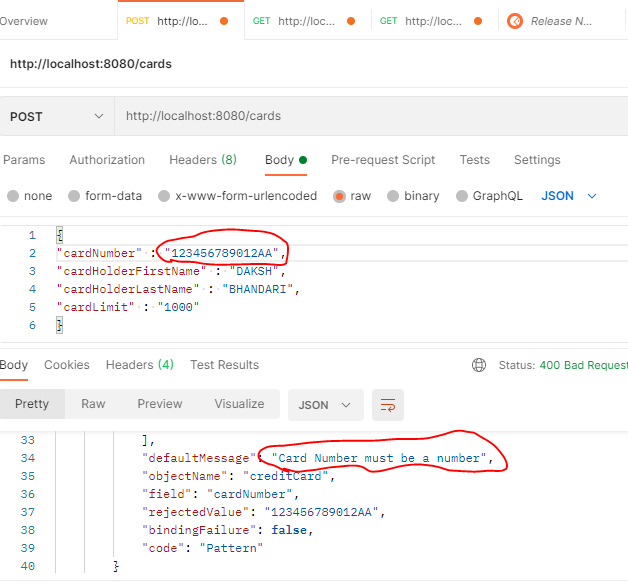 Overview POST http://lo... GET http://loc... GET http://loc... Release N...
http://localhost:8080/cards
POST http://localhost:8080/cards
Params Authorization Headers (8) Body Pre-request Script Tests Settings
none form-data x-www-form-urlencoded raw binary GraphQL JSON
1 {
2 "cardNumber" : "123456789012AA",
3 "cardHolderFirstName" : "DAKSH",
4 "cardHolderLastName" : "BHANDARI",
5 "cardLimit" : "1000"
6 }
Body Cookies Headers (4) Test Results Status: 400 Bad Request
Pretty Raw Preview Visualize JSON
33 ],
34 "defaultMessage": "Card Number must be a number",
35 "objectName": "creditCard",
36 "field": "cardNumber",
37 "rejectedValue": "123456789012AA",
38 "bindingFailure": false,
39 "code": "Pattern"
40 }